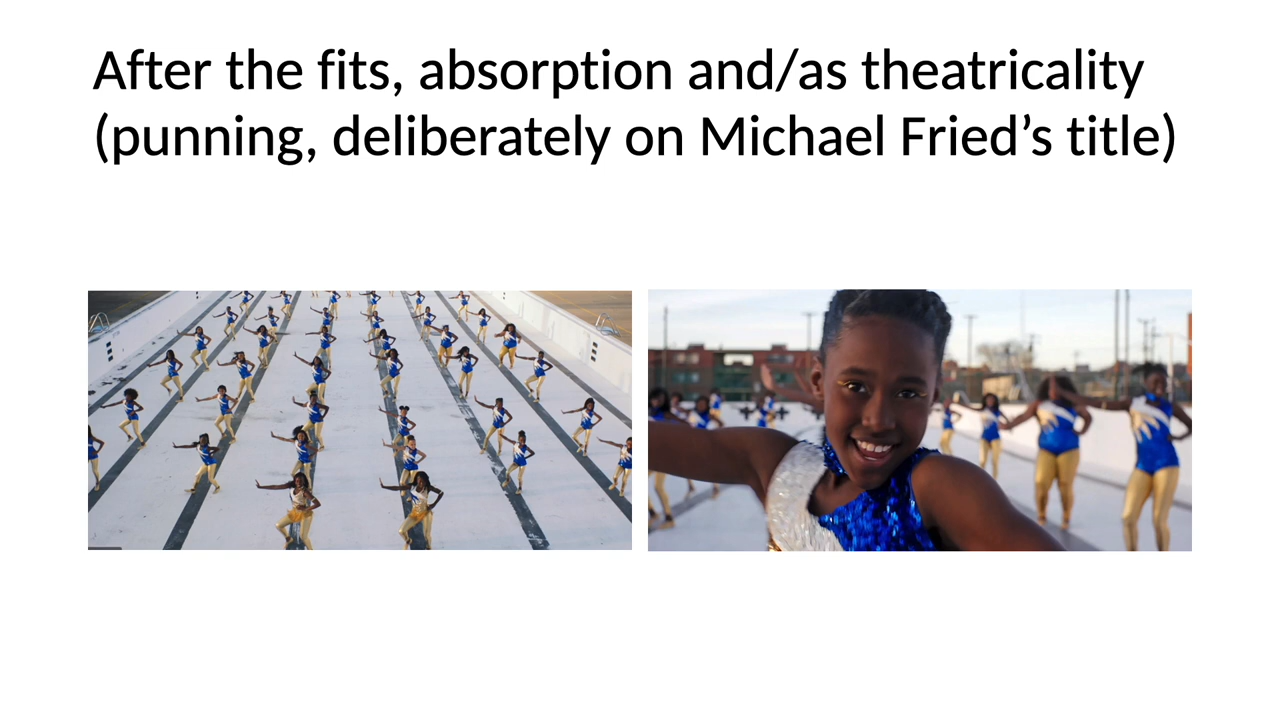 After the fits, absorption and/as theatricality
(punning, deliberately on Michael Fried’s title)